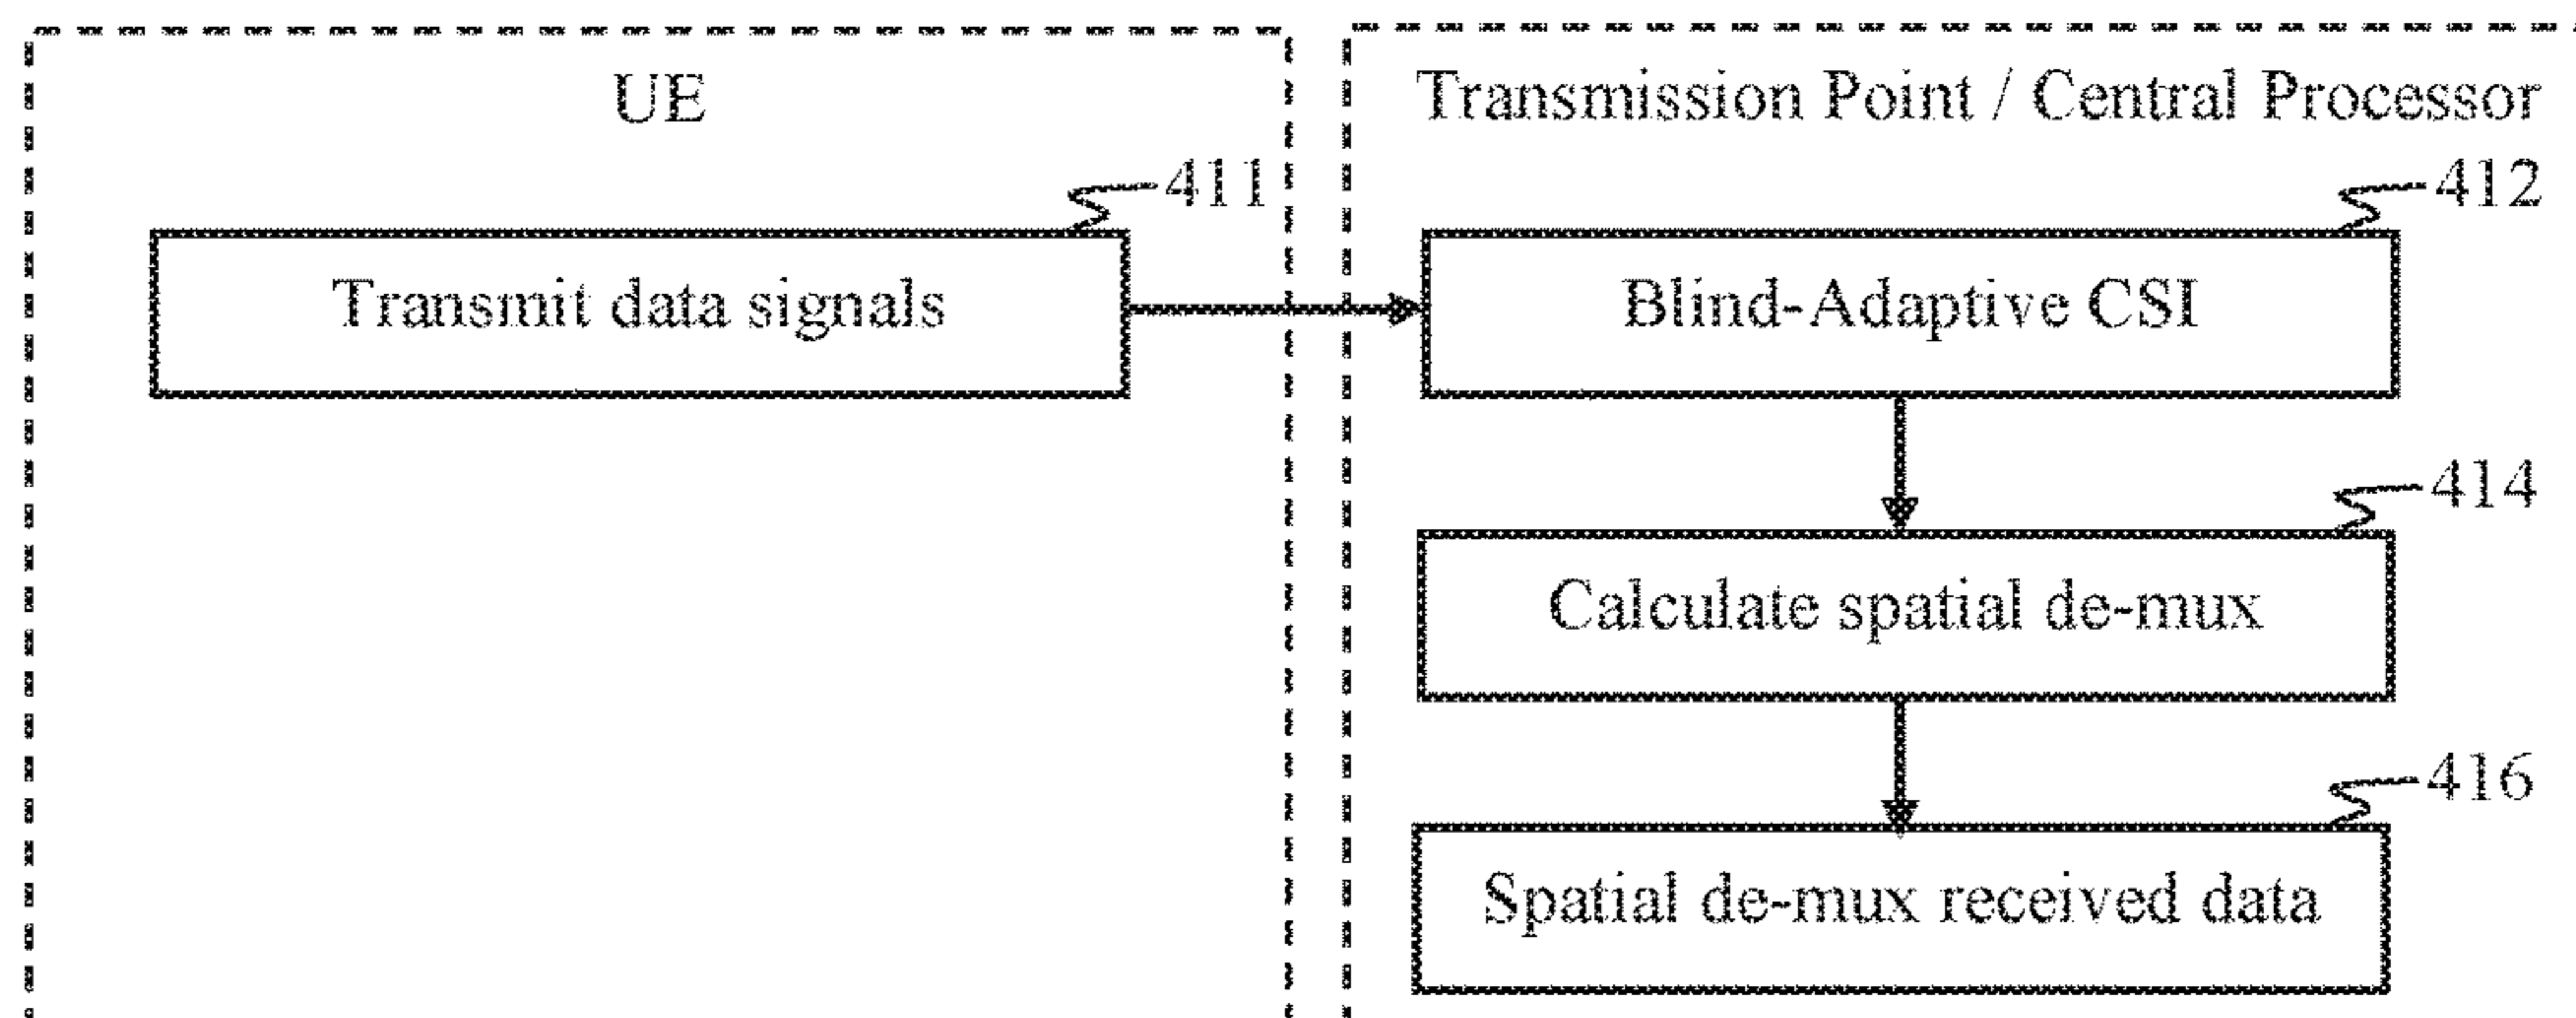 UE
Transmission Point / Central Processor
411
412
Transmit data signals
Blind-Adaptive CSI
414
Calculate spatial de-mux
416
Spatial de-mux received data